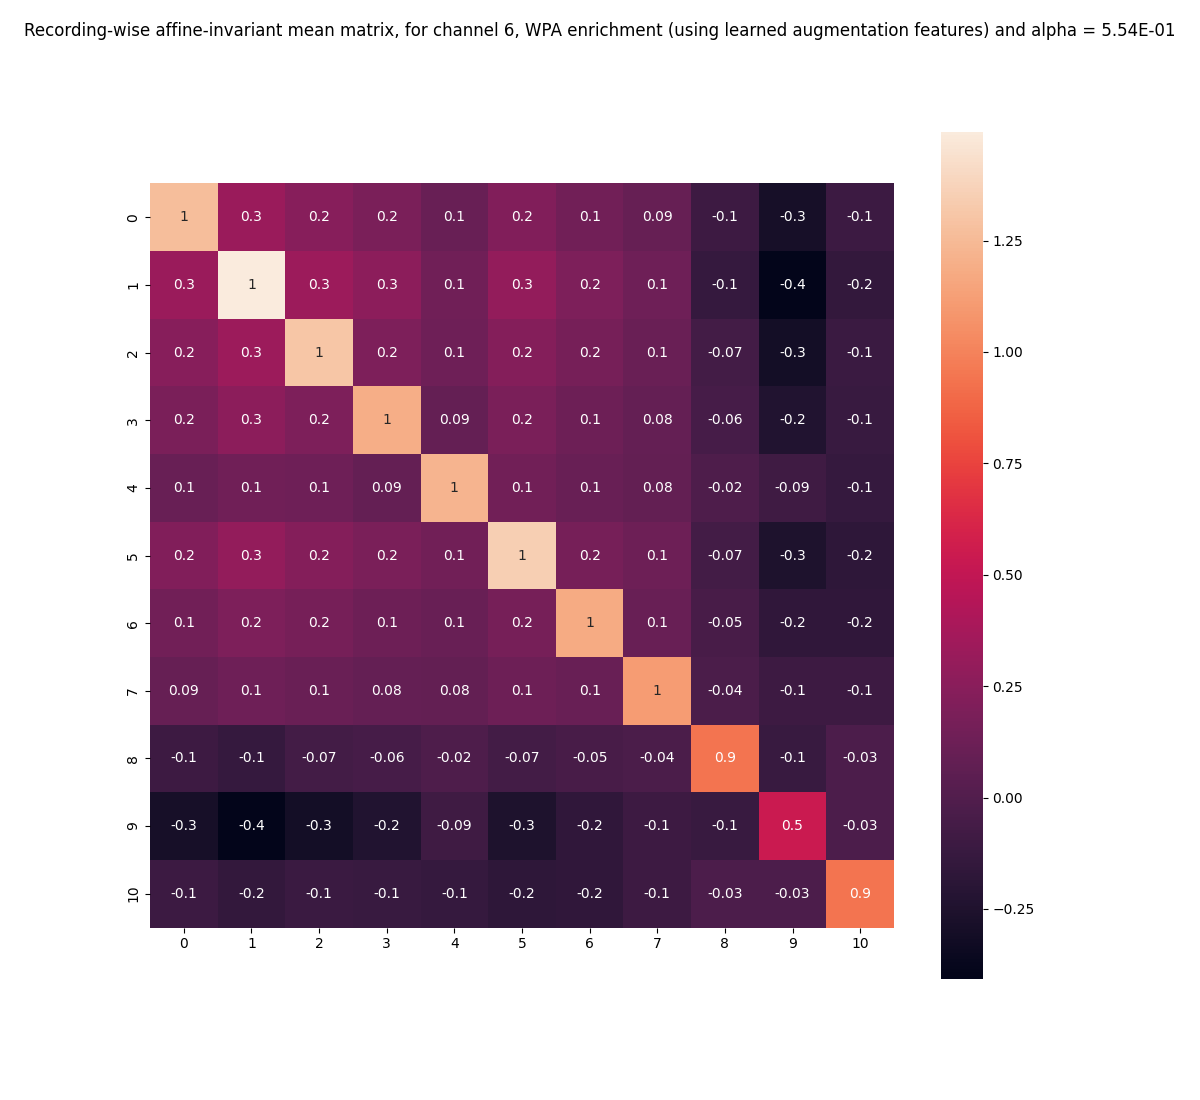 Recording-wise affine-invariant mean matrix, for channel 6, WPA enrichment (using learned augmentation features) and alpha = 5.54E-01
0 1 0.3 0.2 0.2 0.1 0.2 0.1 0.09 -0.1 -0.3 -0.1
1 0.3 1 0.3 0.3 0.1 0.3 0.2 0.1 -0.1 -0.4 -0.2
2 0.2 0.3 1 0.2 0.1 0.2 0.2 0.1 -0.07 -0.3 -0.1
3 0.2 0.3 0.2 1 0.09 0.2 0.1 0.08 -0.06 -0.2 -0.1
4 0.1 0.1 0.1 0.09 1 0.1 0.1 0.08 -0.02 -0.09 -0.1
5 0.2 0.3 0.2 0.2 0.1 1 0.2 0.1 -0.07 -0.3 -0.2
6 0.1 0.2 0.2 0.1 0.1 0.2 1 0.1 -0.05 -0.2 -0.2
7 0.09 0.1 0.1 0.08 0.08 0.1 0.1 1 -0.04 -0.1 -0.1
8 -0.1 -0.1 -0.07 -0.06 -0.02 -0.07 -0.05 -0.04 0.9 -0.1 -0.03
9 -0.3 -0.4 -0.3 -0.2 -0.09 -0.3 -0.2 -0.1 -0.1 0.5 -0.03
10 -0.1 -0.2 -0.1 -0.1 -0.1 -0.2 -0.2 -0.1 -0.03 -0.03 0.9
0 1 2 3 4 5 6 7 8 9 10
1.25
1.00
0.75
0.50
0.25
0.00
−0.25